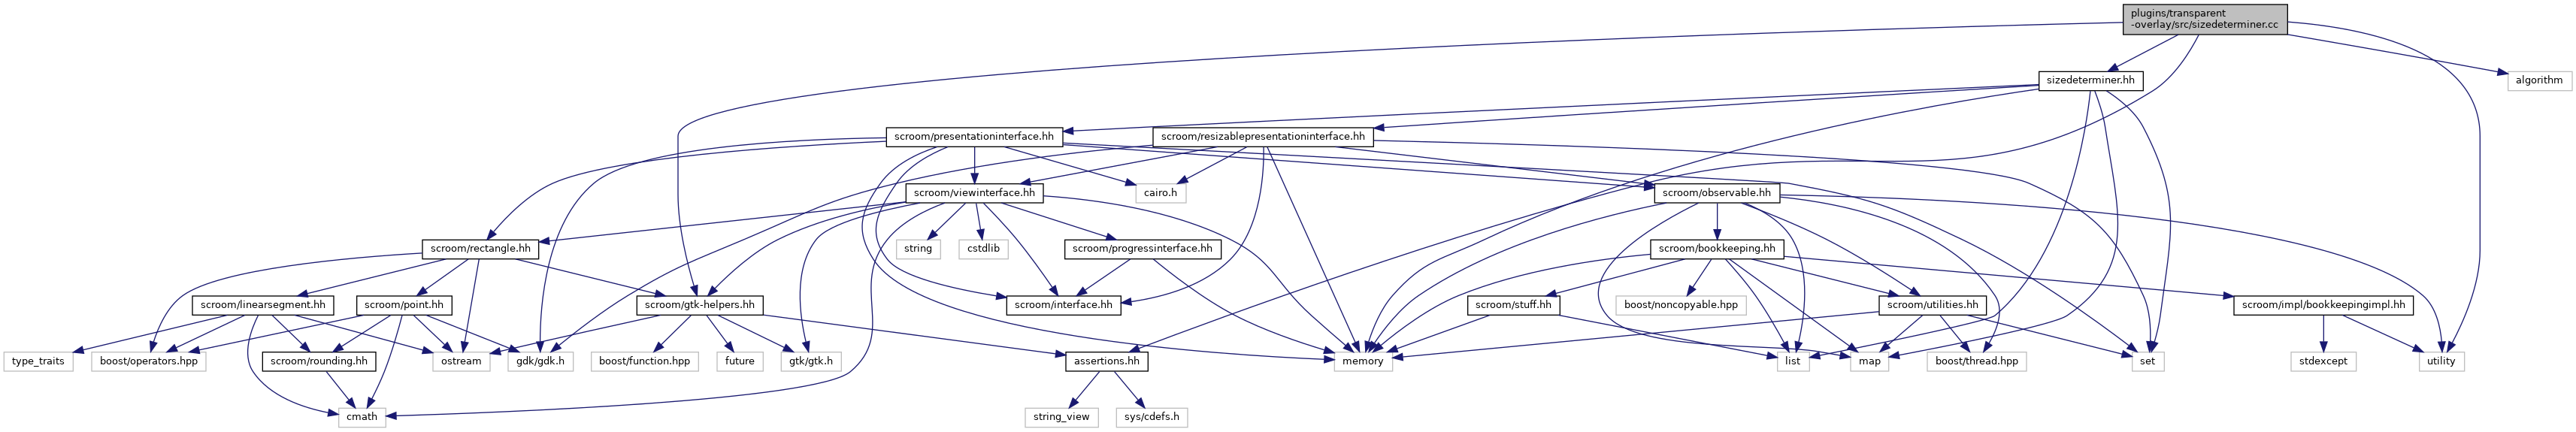 plugins/transparent
-overlay/src/sizedeterminer.cc
sizedeterminer.hh
algorithm
scroom/presentationinterface.hh
scroom/resizablepresentationinterface.hh
scroom/viewinterface.hh
cairo.h
scroom/observable.hh
scroom/rectangle.hh
string
cstdlib
scroom/progressinterface.hh
scroom/bookkeeping.hh
scroom/linearsegment.hh
scroom/point.hh
scroom/gtk-helpers.hh
scroom/interface.hh
scroom/stuff.hh
boost/noncopyable.hpp
scroom/utilities.hh
scroom/impl/bookkeepingimpl.hh
type_traits
boost/operators.hpp
scroom/rounding.hh
ostream
gdk/gdk.h
boost/function.hpp
future
gtk/gtk.h
assertions.hh
memory
list
map
boost/thread.hpp
set
stdexcept
utility
cmath
string_view
sys/cdefs.h